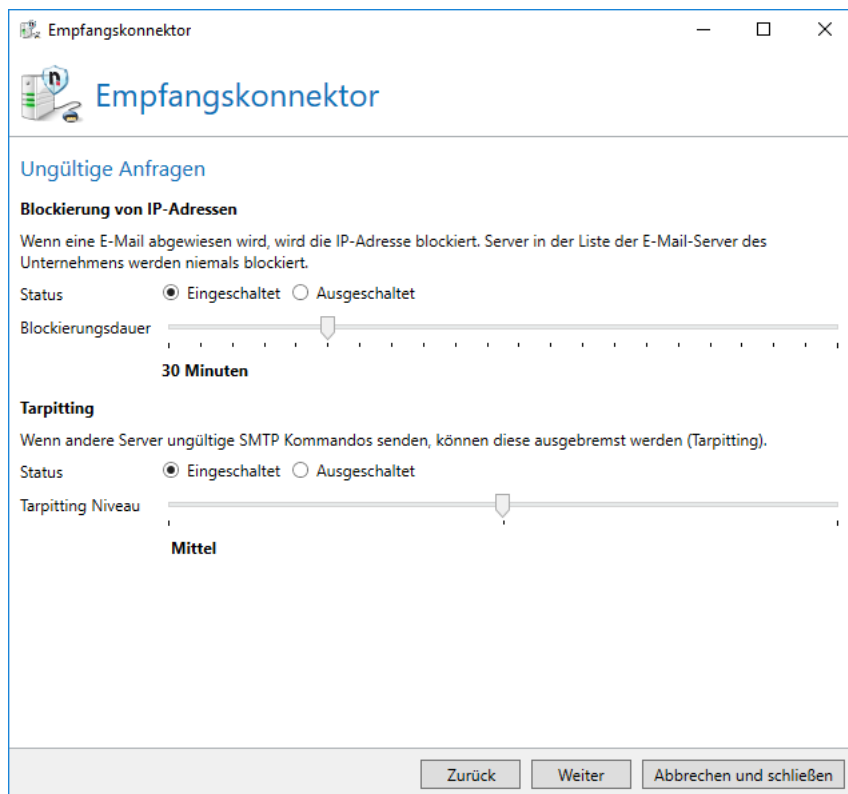 Empfangskonnektor
n
Empfangskonnektor
Ungültige Anfragen
Blockierung von IP-Adressen
Wenn eine E-Mail abgewiesen wird, wird die IP-Adresse blockiert. Server in der Liste der E-Mail-Server des
Unternehmens werden niemals blockiert.
Status Eingeschaltet Ausgeschaltet
Blockierungsdauer
30 Minuten
Tarpitting
Wenn andere Server ungültige SMTP Kommandos senden, können diese ausgebremst werden (Tarpitting).
Status Eingeschaltet Ausgeschaltet
Tarpitting Niveau
Mittel
Zurück Weiter Abbrechen und schließen